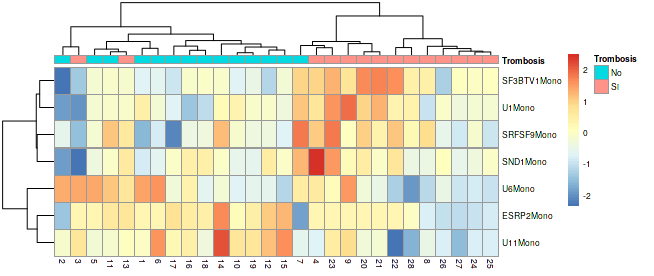 Trombosis
Trombosis
No
SI
SF3BTV1Mono
U1Mono
SRFSF9Mono
SND1Mono
U6Mono
ESRP2Mono
U11Mono
2
1
0
-1
-2
2 3 5 11 13 1 6 17 16 18 14 10 19 12 15 7 4 23 9 20 21 22 28 8 26 27 24 25